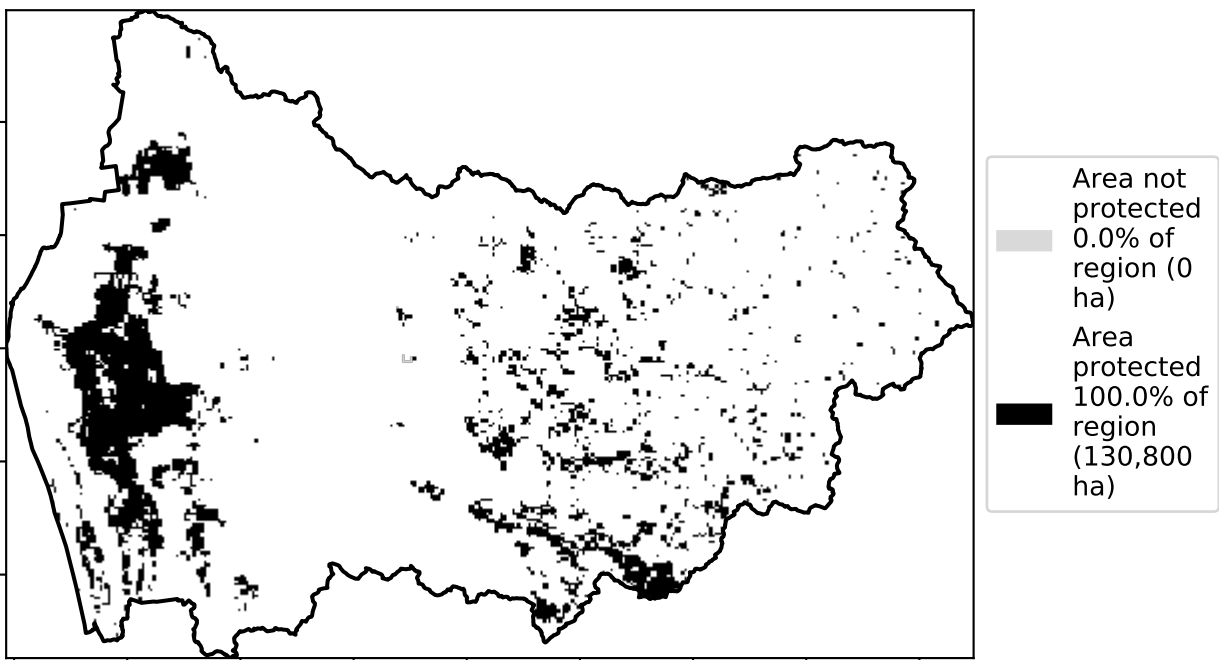 Area not
protected
0.0% of
region (0
ha)
Area
protected
100.0% of
region
(130,800
ha)